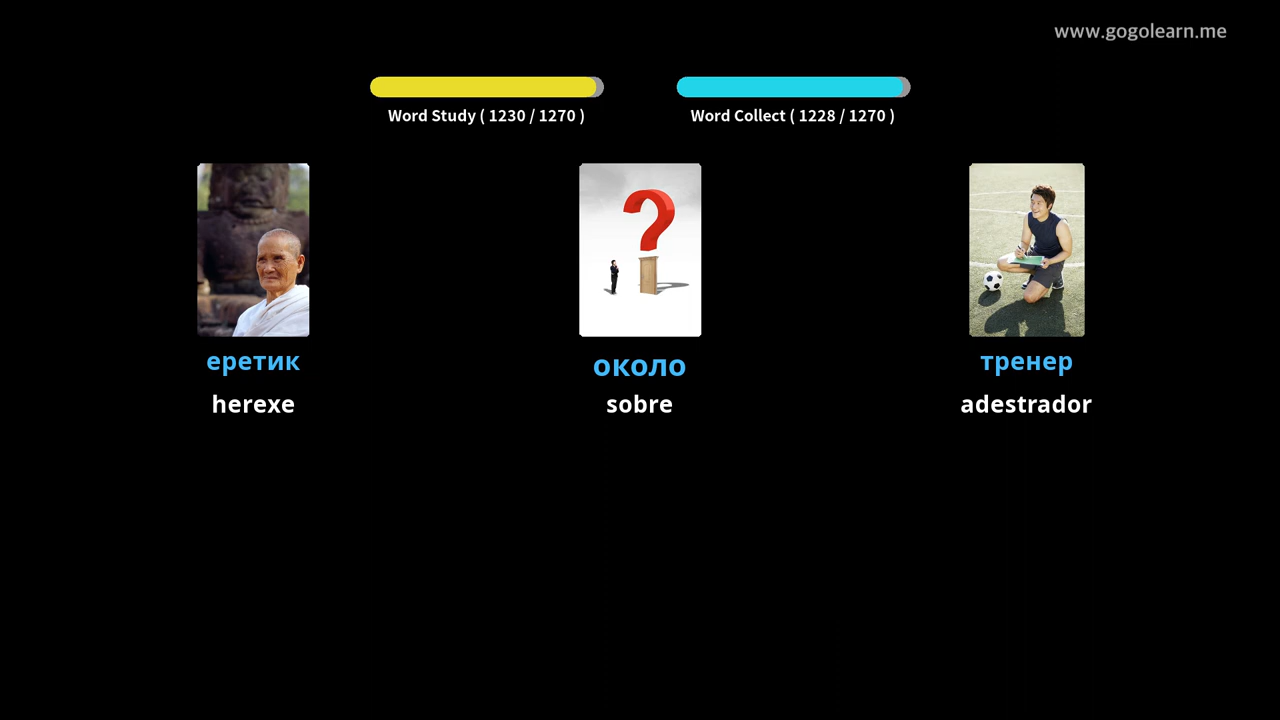 www.gogolearn.me
Word Study ( 1230 / 1270 )
Word Collect ( 1228 / 1270 )
еретик
около
тренер
herexe
sobre
adestrador